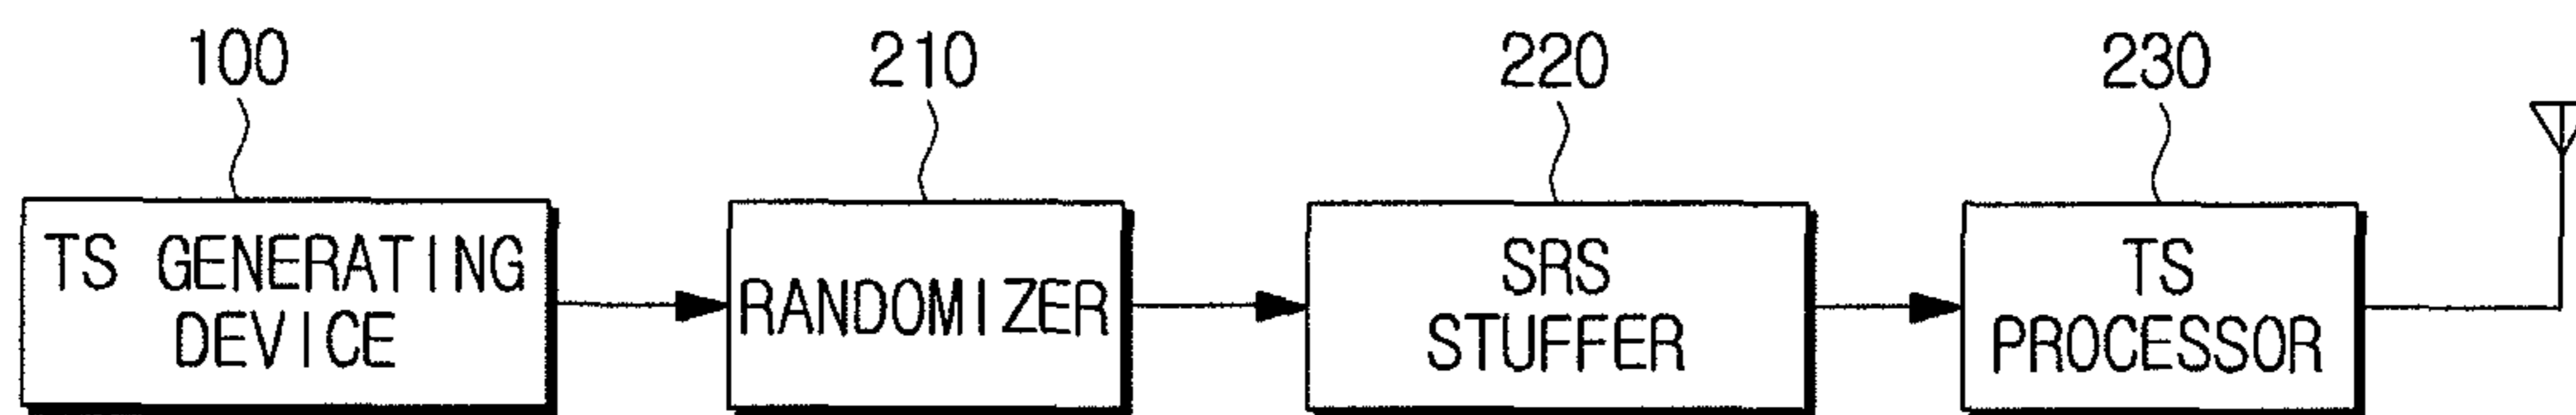 100
210
220
230
TS GENERATING
DEVICE
RANDOMIZER
SRS
STUFFER
TS
PROCESSOR